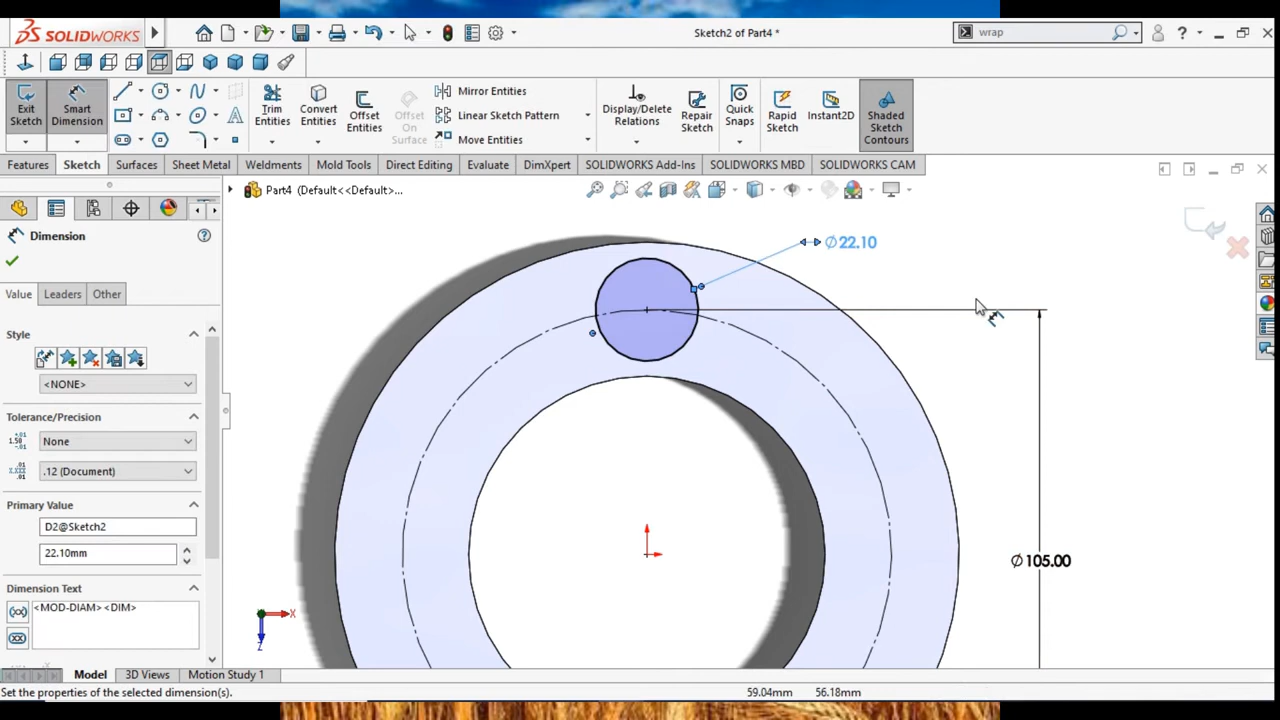 SOLIDWORKS
Sketch2 of Part4 *
wrap
Exit Sketch
Smart Dimension
Trim Entities
Convert Entities
Offset Entities
Offset On Surface
Mirror Entities
Linear Sketch Pattern
Move Entities
Display/Delete Relations
Repair Sketch
Quick Snaps
Rapid Sketch
Instant2D
Shaded Sketch Contours
Features Sketch Surfaces Sheet Metal Weldments Mold Tools Direct Editing Evaluate DimXpert SOLIDWORKS Add-Ins SOLIDWORKS MBD SOLIDWORKS CAM
Part4 (Default<<Default>...
Dimension
Value Leaders Other
Style
<NONE>
Tolerance/Precision
None
.12 (Document)
Primary Value
D2@Sketch2
22.10mm
Dimension Text
<MOD-DIAM><DIM>
∅22.10
∅105.00
X
Z
Model 3D Views Motion Study 1
Set the properties of the selected dimension(s).
59.04mm 56.18mm